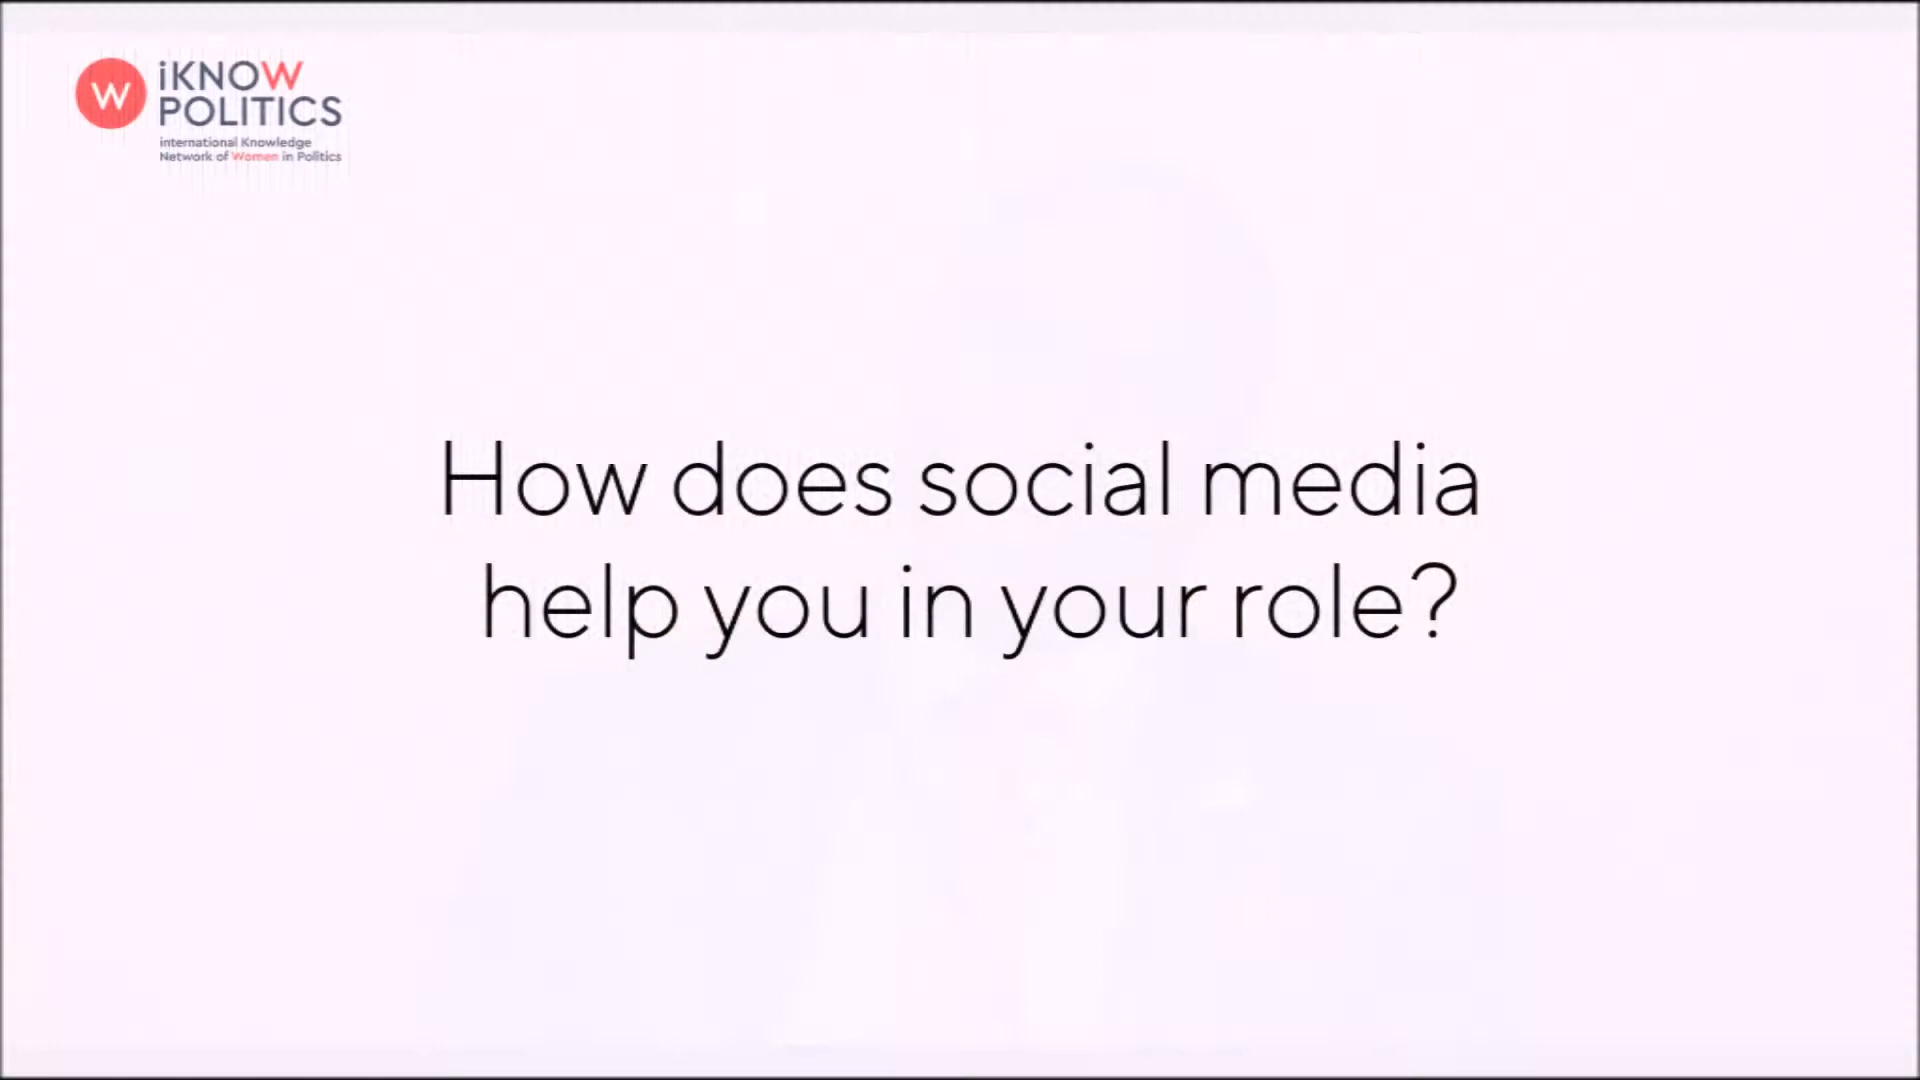 W
iKNOW
POLITICS
International Knowledge
Network of Women in Politics
How does social media
help you in your role?